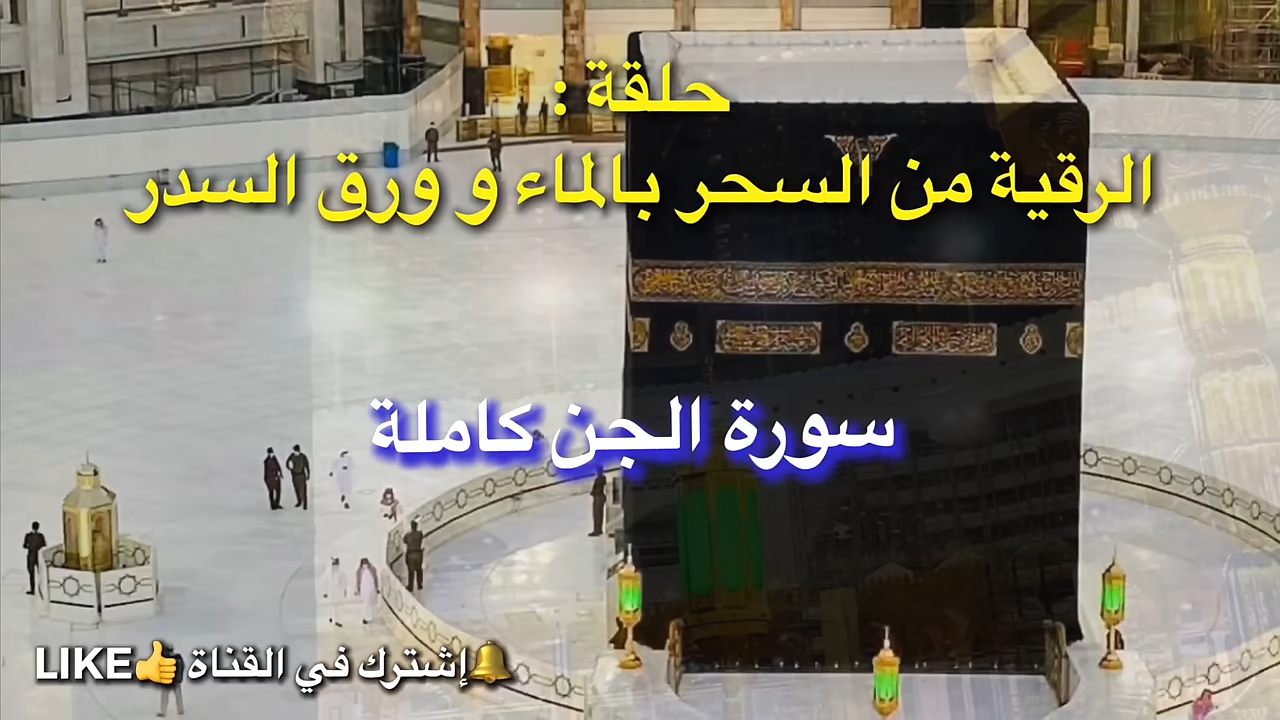 حلقة :
الرقية من السحر بالماء و ورق السدر
سورة الجن كاملة
🔔إشترك في القناة👍LIKE